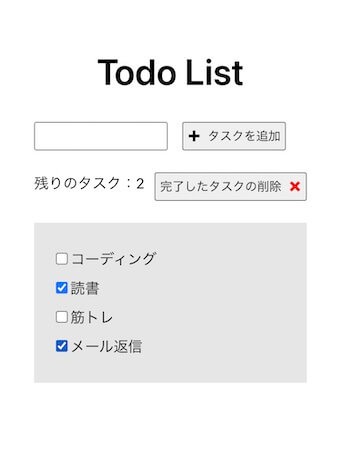 Todo List
タスクを追加
残りのタスク：2 完了したタスクの削除
コーディング
読書
筋トレ
メール返信